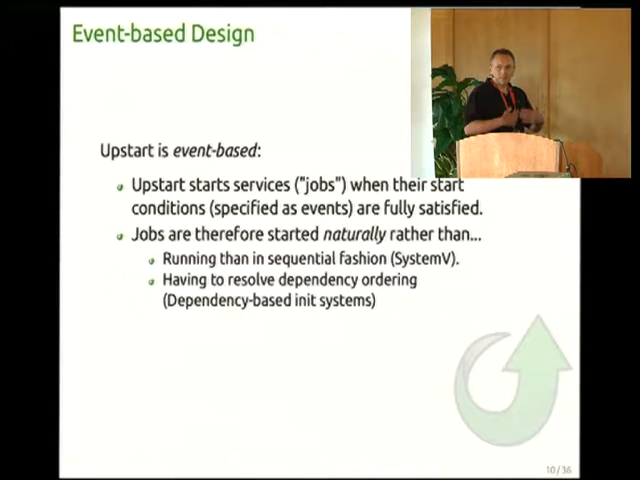 Event-based Design
Upstart is event-based:
Upstart starts services ("jobs") when their start
conditions (specified as events) are fully satisfied.
Jobs are therefore started naturally rather than...
Running than in sequential fashion (SystemV).
Having to resolve dependency ordering
(Dependency-based init systems)
10/36